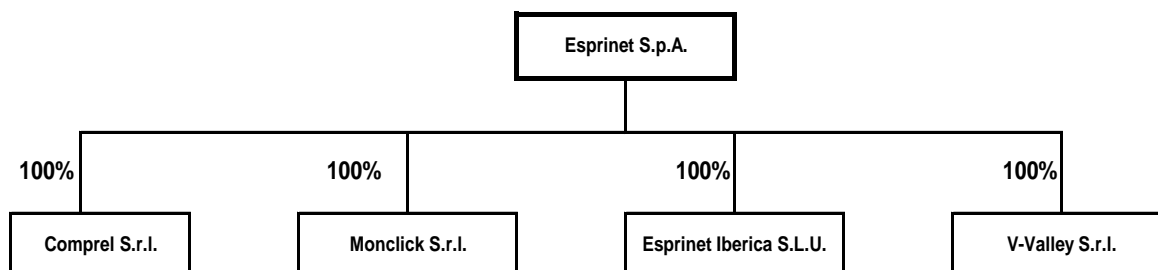 Esprinet S.p.A.
100%
100%
100%
100%
Comprel S.r.l.
Monclick S.r.l.
Esprinet Iberica S.L.U.
V-Valley S.r.l.